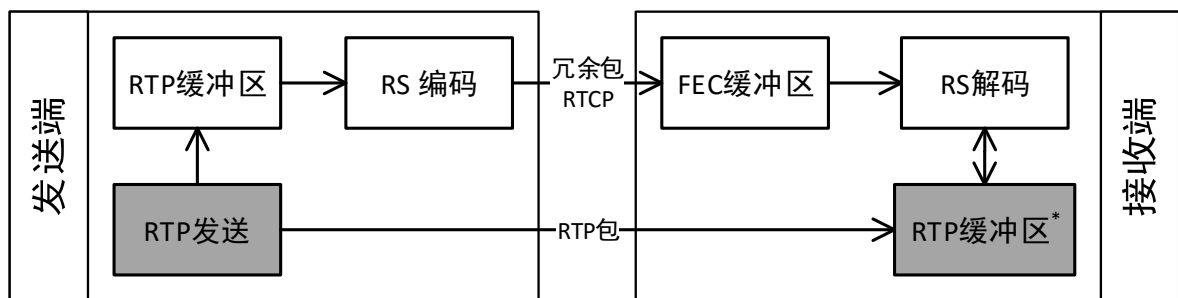 发送端
RTP缓冲区
RS 编码
冗余包
RTCP
FEC缓冲区
RS解码
接收端
RTP发送
RTP包
RTP缓冲区*